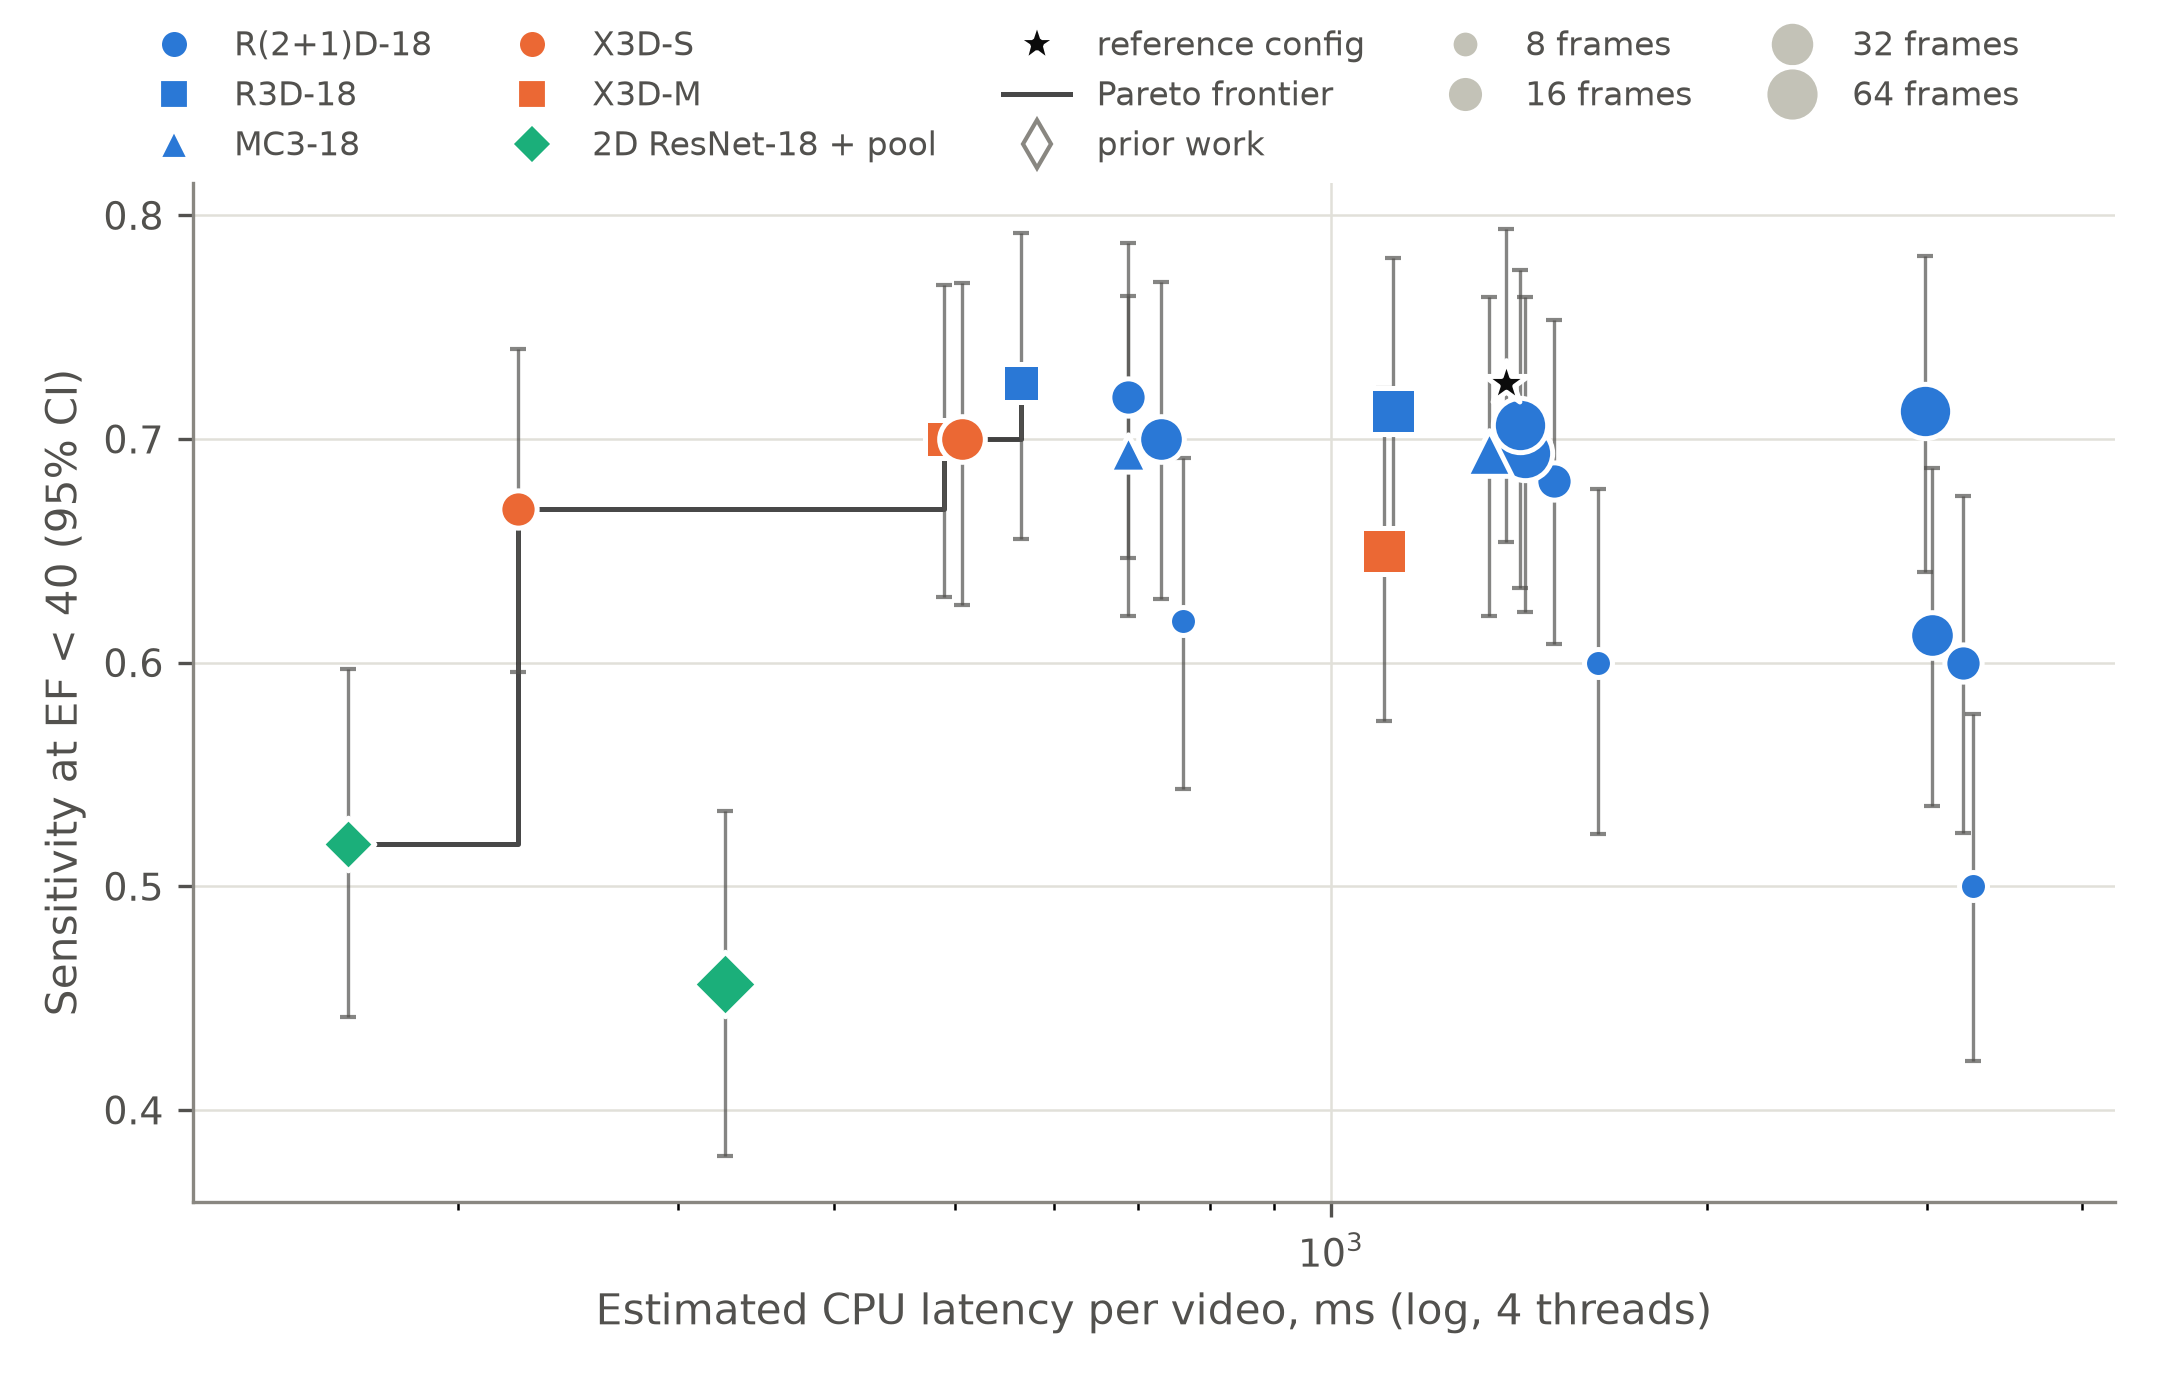 R(2+1)D-18
R3D-18
MC3-18
X3D-S
X3D-M
2D ResNet-18 + pool
reference config
Pareto frontier
prior work
8 frames
16 frames
32 frames
64 frames
0.8
0.7
0.6
0.5
0.4
Sensitivity at EF < 40 (95% CI)
10³
Estimated CPU latency per video, ms (log, 4 threads)